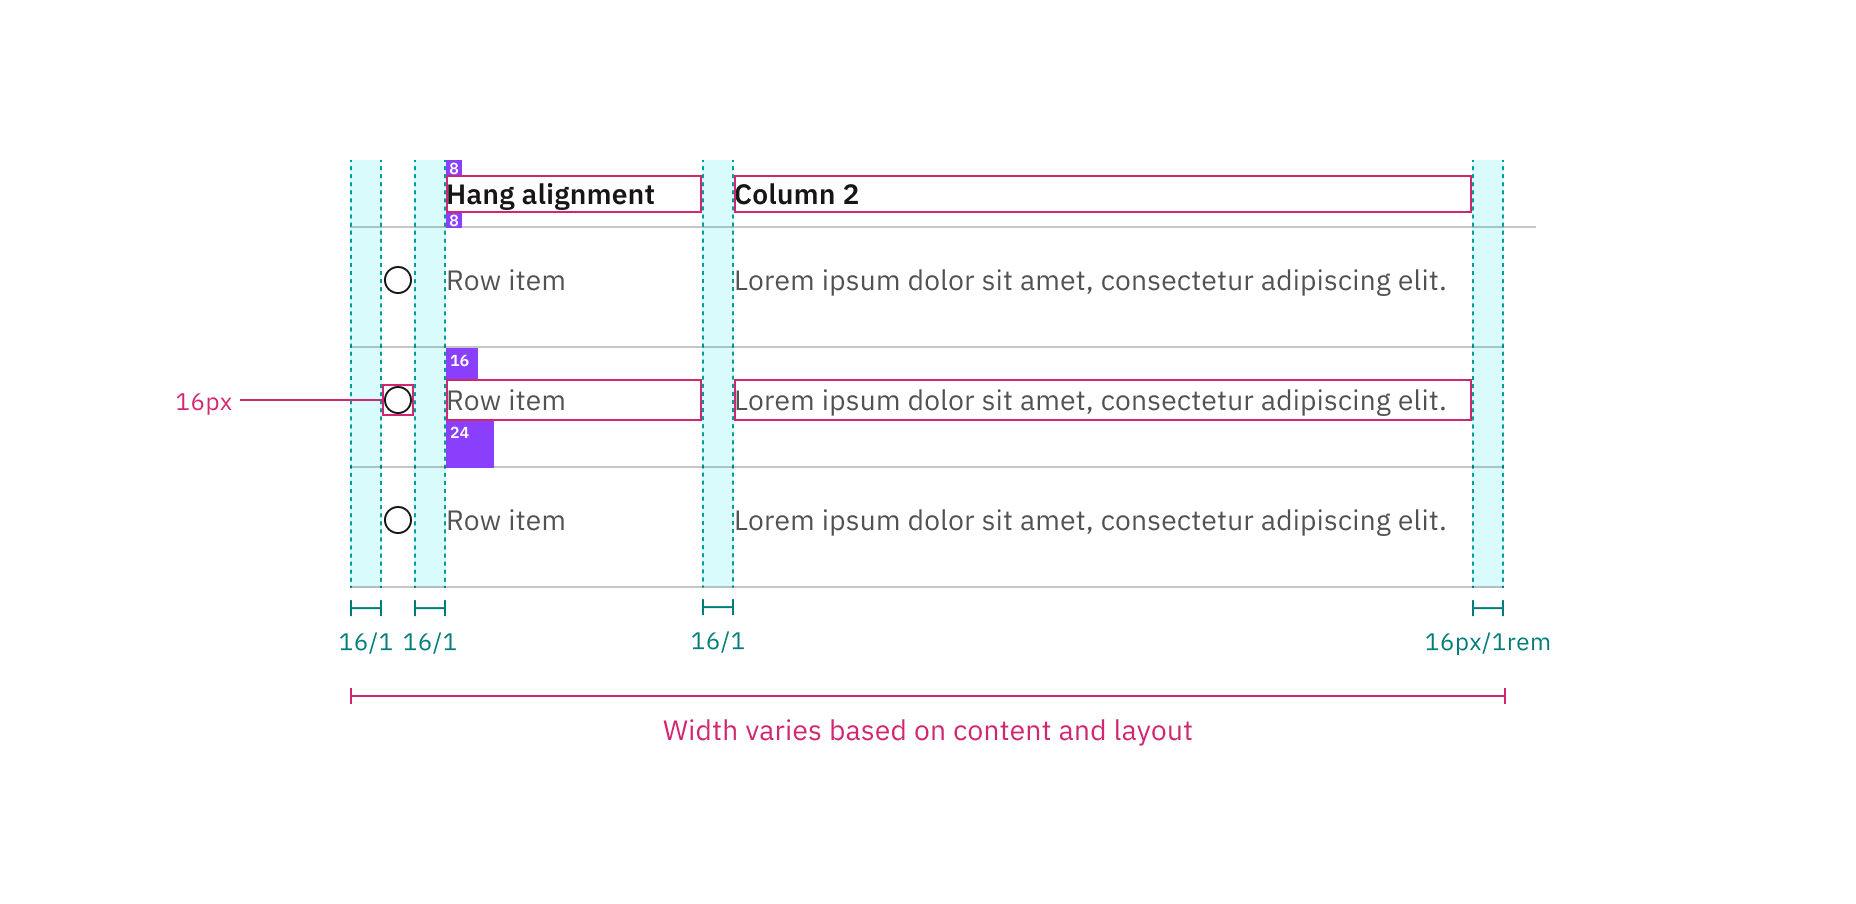 8
Hang alignment Column 2
8
Row item Lorem ipsum dolor sit amet, consectetur adipiscing elit.
16
16px Row item Lorem ipsum dolor sit amet, consectetur adipiscing elit.
24
Row item Lorem ipsum dolor sit amet, consectetur adipiscing elit.
16/1 16/1 16/1 16px/1rem
Width varies based on content and layout